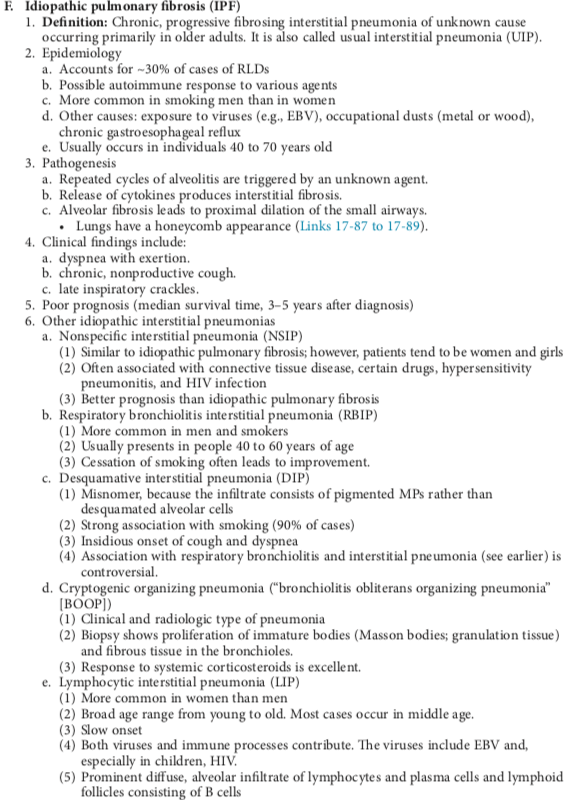 F. Idiopathic pulmonary fibrosis (IPF)
1. Definition: Chronic, progressive fibrosing interstitial pneumonia of unknown cause
occurring primarily in older adults. It is also called usual interstitial pneumonia (UIP).
2. Epidemiology
a. Accounts for ~30% of cases of RLDs
b. Possible autoimmune response to various agents
c. More common in smoking men than in women
d. Other causes: exposure to viruses (e.g., EBV), occupational dusts (metal or wood),
chronic gastroesophageal reflux
e. Usually occurs in individuals 40 to 70 years old
3. Pathogenesis
a. Repeated cycles of alveolitis are triggered by an unknown agent.
b. Release of cytokines produces interstitial fibrosis.
c. Alveolar fibrosis leads to proximal dilation of the small airways.
• Lungs have a honeycomb appearance (Links 17-87 to 17-89).
4. Clinical findings include:
a. dyspnea with exertion.
b. chronic, nonproductive cough.
c. late inspiratory crackles.
5. Poor prognosis (median survival time, 3–5 years after diagnosis)
6. Other idiopathic interstitial pneumonias
a. Nonspecific interstitial pneumonia (NSIP)
(1) Similar to idiopathic pulmonary fibrosis; however, patients tend to be women and girls
(2) Often associated with connective tissue disease, certain drugs, hypersensitivity
pneumonitis, and HIV infection
(3) Better prognosis than idiopathic pulmonary fibrosis
b. Respiratory bronchiolitis interstitial pneumonia (RBIP)
(1) More common in men and smokers
(2) Usually presents in people 40 to 60 years of age
(3) Cessation of smoking often leads to improvement.
c. Desquamative interstitial pneumonia (DIP)
(1) Misnomer, because the infiltrate consists of pigmented MPs rather than
desquamated alveolar cells
(2) Strong association with smoking (90% of cases)
(3) Insidious onset of cough and dyspnea
(4) Association with respiratory bronchiolitis and interstitial pneumonia (see earlier) is
controversial.
d. Cryptogenic organizing pneumonia (“bronchiolitis obliterans organizing pneumonia”
[BOOP])
(1) Clinical and radiologic type of pneumonia
(2) Biopsy shows proliferation of immature bodies (Masson bodies; granulation tissue)
and fibrous tissue in the bronchioles.
(3) Response to systemic corticosteroids is excellent.
e. Lymphocytic interstitial pneumonia (LIP)
(1) More common in women than men
(2) Broad age range from young to old. Most cases occur in middle age.
(3) Slow onset
(4) Both viruses and immune processes contribute. The viruses include EBV and,
especially in children, HIV.
(5) Prominent diffuse, alveolar infiltrate of lymphocytes and plasma cells and lymphoid
follicles consisting of B cells